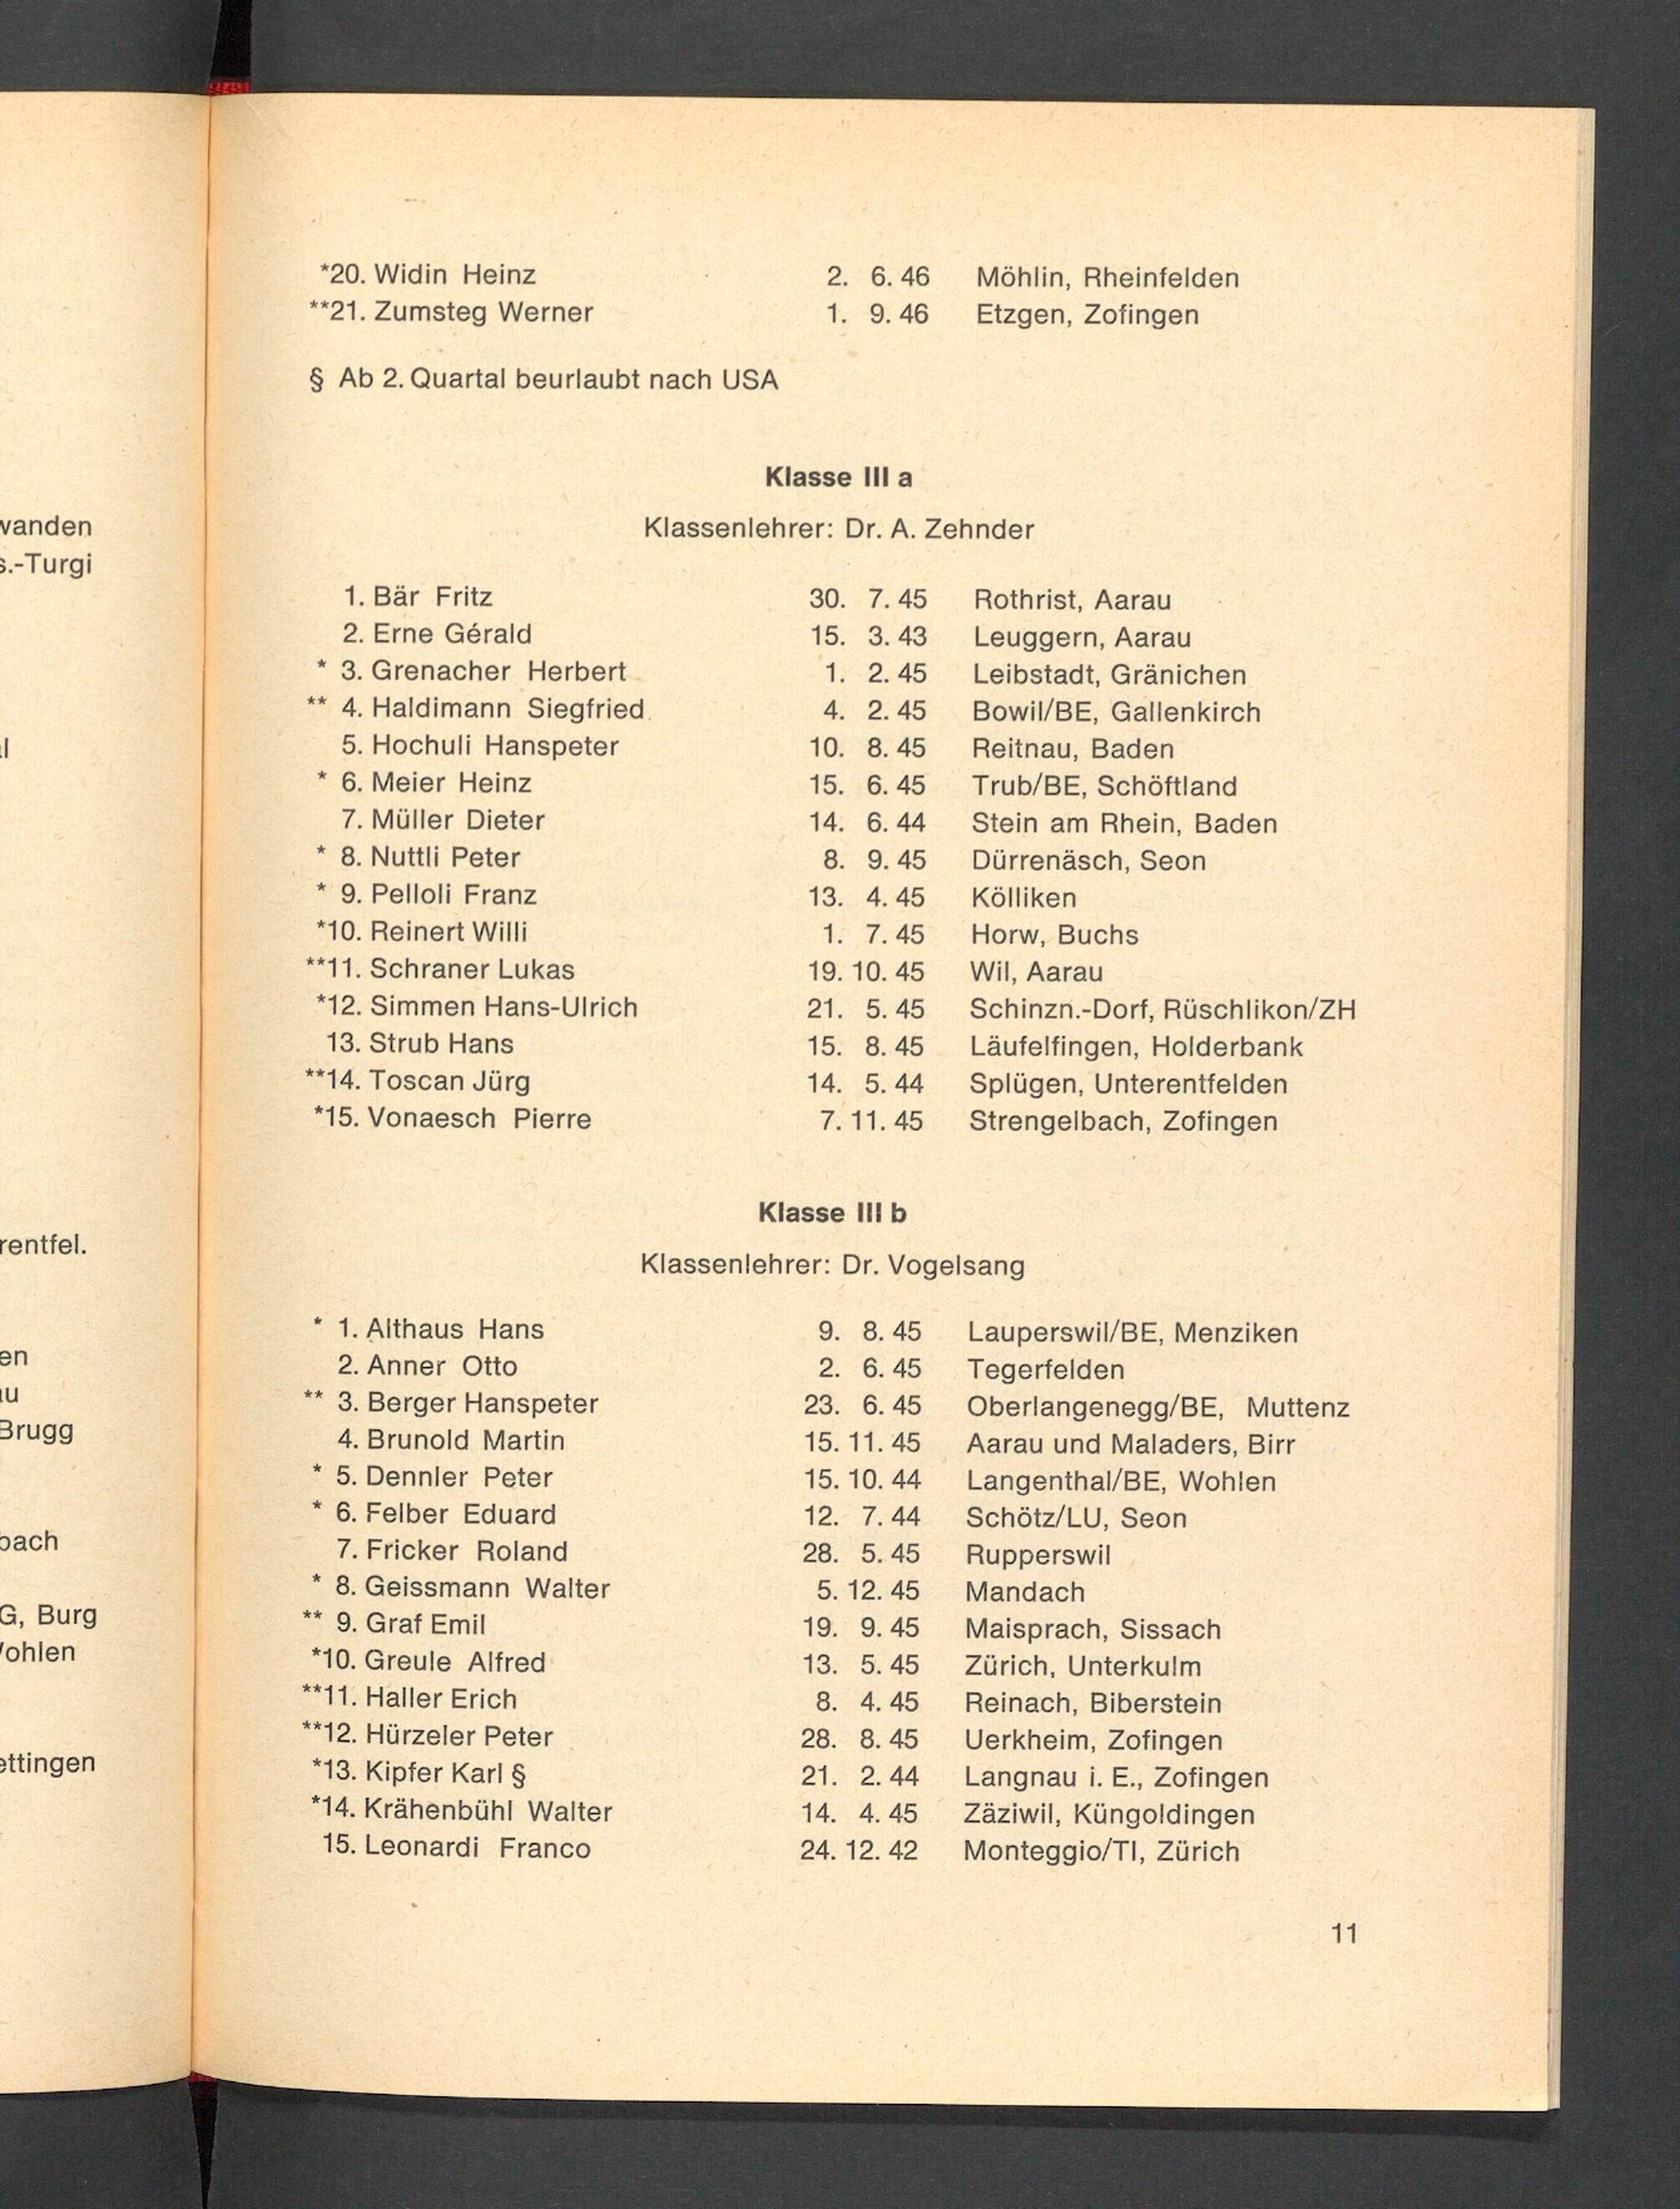 wanden
s.-Turgi
rentfel.
en
au
Brugg
bach
G, Burg
ohlen
ettingen
*20. Widin Heinz 2. 6. 46 Möhlin, Rheinfelden
**21. Zumsteg Werner 1. 9. 46 Etzgen, Zofingen
§ Ab 2. Quartal beurlaubt nach USA
Klasse III a
Klassenlehrer: Dr. A. Zehnder
1. Bär Fritz 30. 7. 45 Rothrist, Aarau
2. Erne Gérald 15. 3. 43 Leuggern, Aarau
* 3. Grenacher Herbert 1. 2. 45 Leibstadt, Gränichen
** 4. Haldimann Siegfried 4. 2. 45 Bowil/BE, Gallenkirch
5. Hochuli Hanspeter 10. 8. 45 Reitnau, Baden
* 6. Meier Heinz 15. 6. 45 Trub/BE, Schöftland
7. Müller Dieter 14. 6. 44 Stein am Rhein, Baden
* 8. Nuttli Peter 8. 9. 45 Dürrenäsch, Seon
* 9. Pelloli Franz 13. 4. 45 Kölliken
*10. Reinert Willi 1. 7. 45 Horw, Buchs
**11. Schraner Lukas 19. 10. 45 Wil, Aarau
*12. Simmen Hans-Ulrich 21. 5. 45 Schinzn.-Dorf, Rüschlikon/ZH
13. Strub Hans 15. 8. 45 Läufelfingen, Holderbank
**14. Toscan Jürg 14. 5. 44 Splügen, Unterentfelden
*15. Vonaesch Pierre 7. 11. 45 Strengelbach, Zofingen
Klasse III b
Klassenlehrer: Dr. Vogelsang
* 1. Althaus Hans 9. 8. 45 Lauperswil/BE, Menziken
2. Anner Otto 2. 6. 45 Tegerfelden
** 3. Berger Hanspeter 23. 6. 45 Oberlangenegg/BE, Muttenz
4. Brunold Martin 15. 11. 45 Aarau und Maladers, Birr
* 5. Dennler Peter 15. 10. 44 Langenthal/BE, Wohlen
* 6. Felber Eduard 12. 7. 44 Schötz/LU, Seon
7. Fricker Roland 28. 5. 45 Rupperswil
* 8. Geissmann Walter 5. 12. 45 Mandach
** 9. Graf Emil 19. 9. 45 Maisprach, Sissach
*10. Greule Alfred 13. 5. 45 Zürich, Unterkulm
**11. Haller Erich 8. 4. 45 Reinach, Biberstein
**12. Hürzeler Peter 28. 8. 45 Uerkheim, Zofingen
*13. Kipfer Karl § 21. 2. 44 Langnau i. E., Zofingen
*14. Krähenbühl Walter 14. 4. 45 Zäziwil, Küngoldingen
15. Leonardi Franco 24. 12. 42 Monteggio/TI, Zürich
11